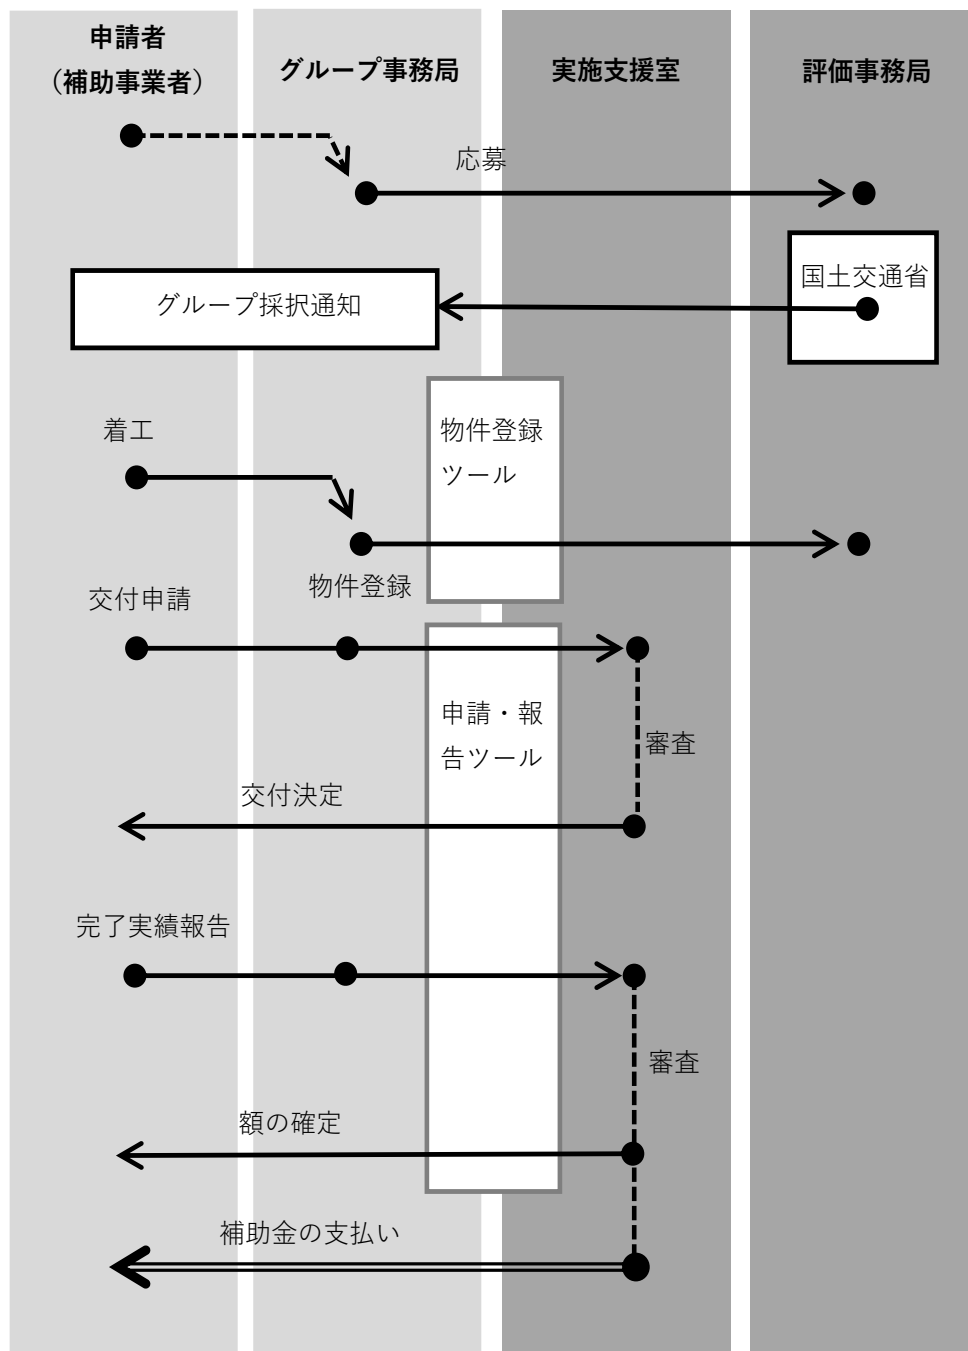 申請者
（補助事業者）
グループ事務局
実施支援室
評価事務局
応募
国土交通省
グループ採択通知
着工
物件登録
ツール
物件登録
交付申請
申請・報
告ツール
審査
交付決定
完了実績報告
審査
額の確定
補助金の支払い